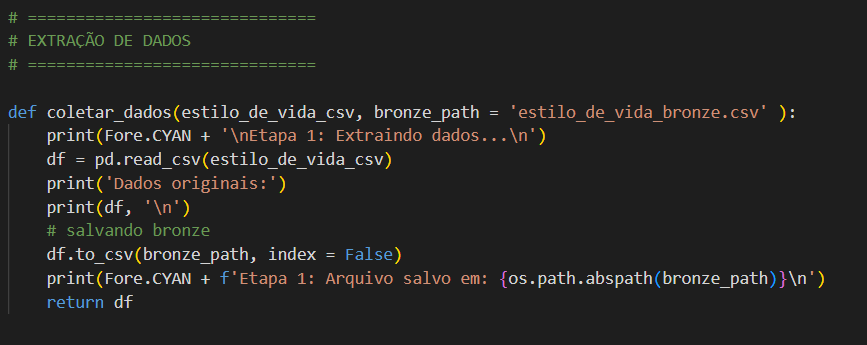 # ==============================
# EXTRAÇÃO DE DADOS
# ==============================
def coletar_dados(estilo_de_vida_csv, bronze_path = 'estilo_de_vida_bronze.csv' ):
    print(Fore.CYAN + '\nEtapa 1: Extraindo dados...\n')
    df = pd.read_csv(estilo_de_vida_csv)
    print('Dados originais:')
    print(df, '\n')
    # salvando bronze
    df.to_csv(bronze_path, index = False)
    print(Fore.CYAN + f'Etapa 1: Arquivo salvo em: {os.path.abspath(bronze_path)}\n')
    return df